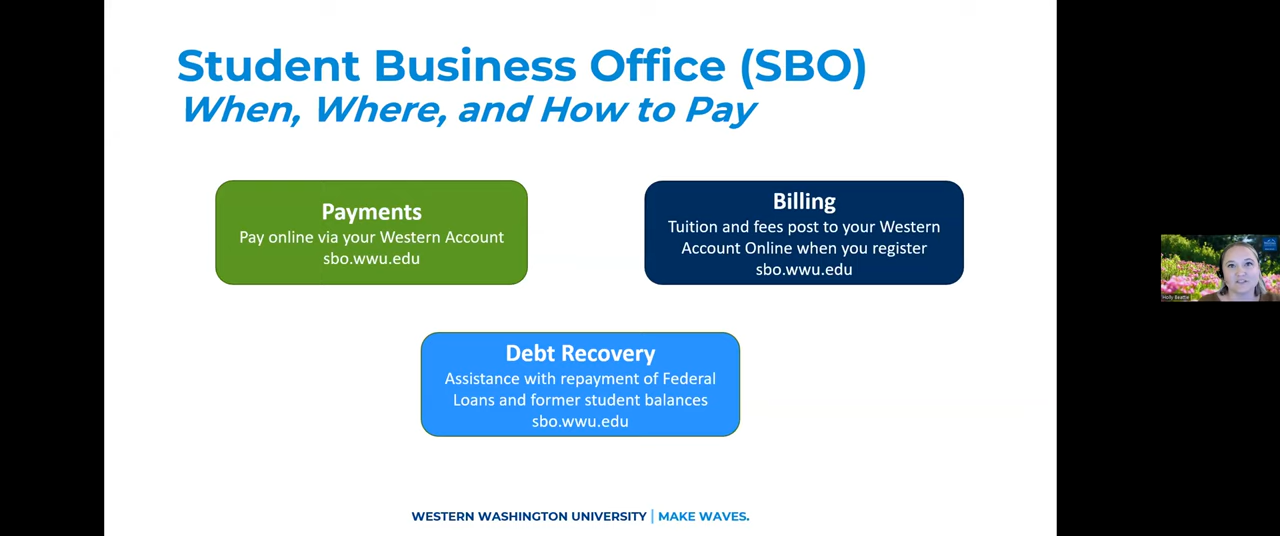 Student Business Office (SBO)
When, Where, and How to Pay
Payments
Pay online via your Western Account
sbo.wwu.edu
Billing
Tuition and fees post to your Western
Account Online when you register
sbo.wwu.edu
Debt Recovery
Assistance with repayment of Federal
Loans and former student balances
sbo.wwu.edu
Holly Beattie
WESTERN WASHINGTON UNIVERSITY | MAKE WAVES.